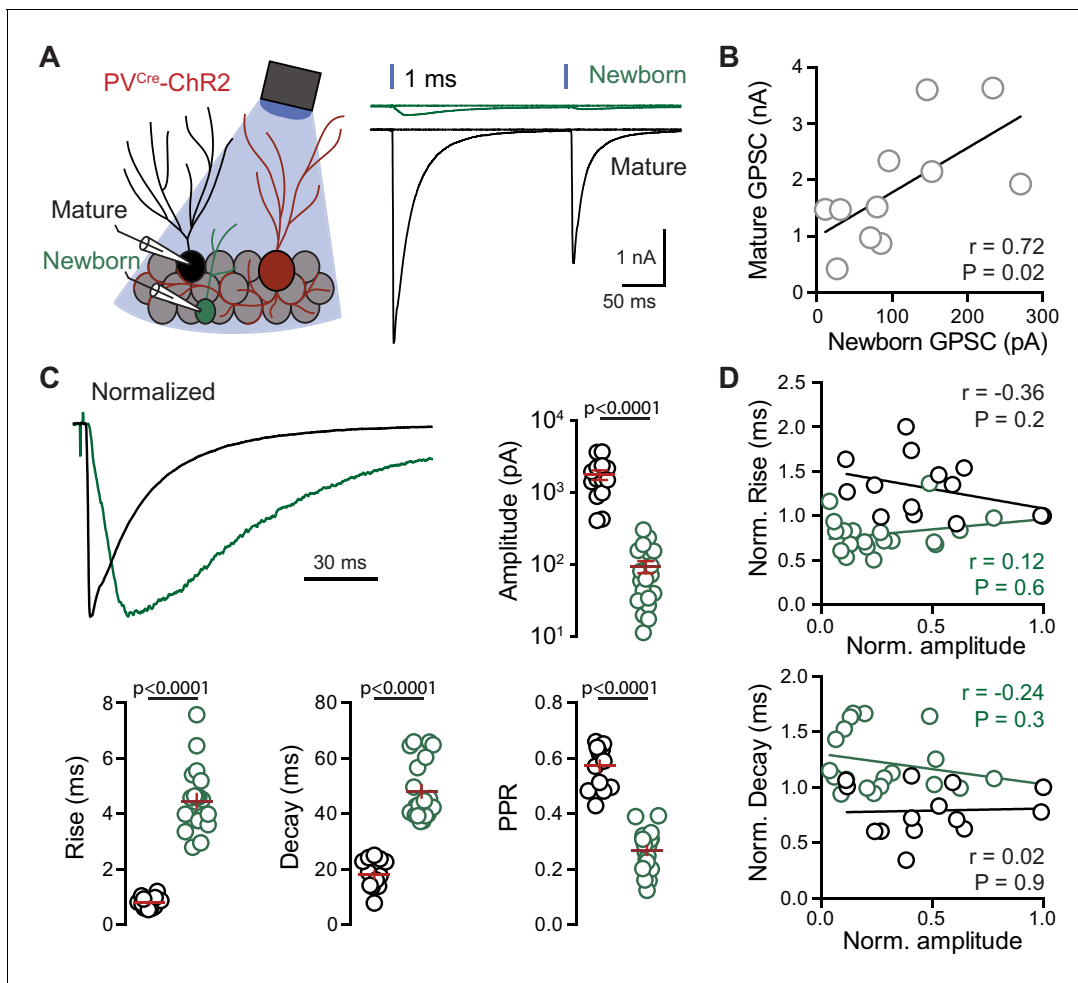 A
PV^Cre-ChR2
Mature
Newborn
1 ms
Newborn
Mature
1 nA
50 ms
B
Mature GPSC (nA)
4
3
2
1
0
r = 0.72
P = 0.02
0 100 200 300
Newborn GPSC (pA)
C
Normalized
30 ms
p<0.0001
Amplitude (pA)
10^4
10^3
10^2
10^1
D
Norm. Rise (ms)
2.5
2.0
1.5
1.0
0.5
0.0
r = -0.36
P = 0.2
r = 0.12
P = 0.6
0.0 0.5 1.0
Norm. amplitude
p<0.0001
Rise (ms)
8
6
4
2
0
p<0.0001
Decay (ms)
80
60
40
20
0
p<0.0001
PPR
0.8
0.6
0.4
0.2
0.0
Norm. Decay (ms)
2.0
1.5
1.0
0.5
0.0
r = -0.24
P = 0.3
r = 0.02
P = 0.9
0.0 0.5 1.0
Norm. amplitude